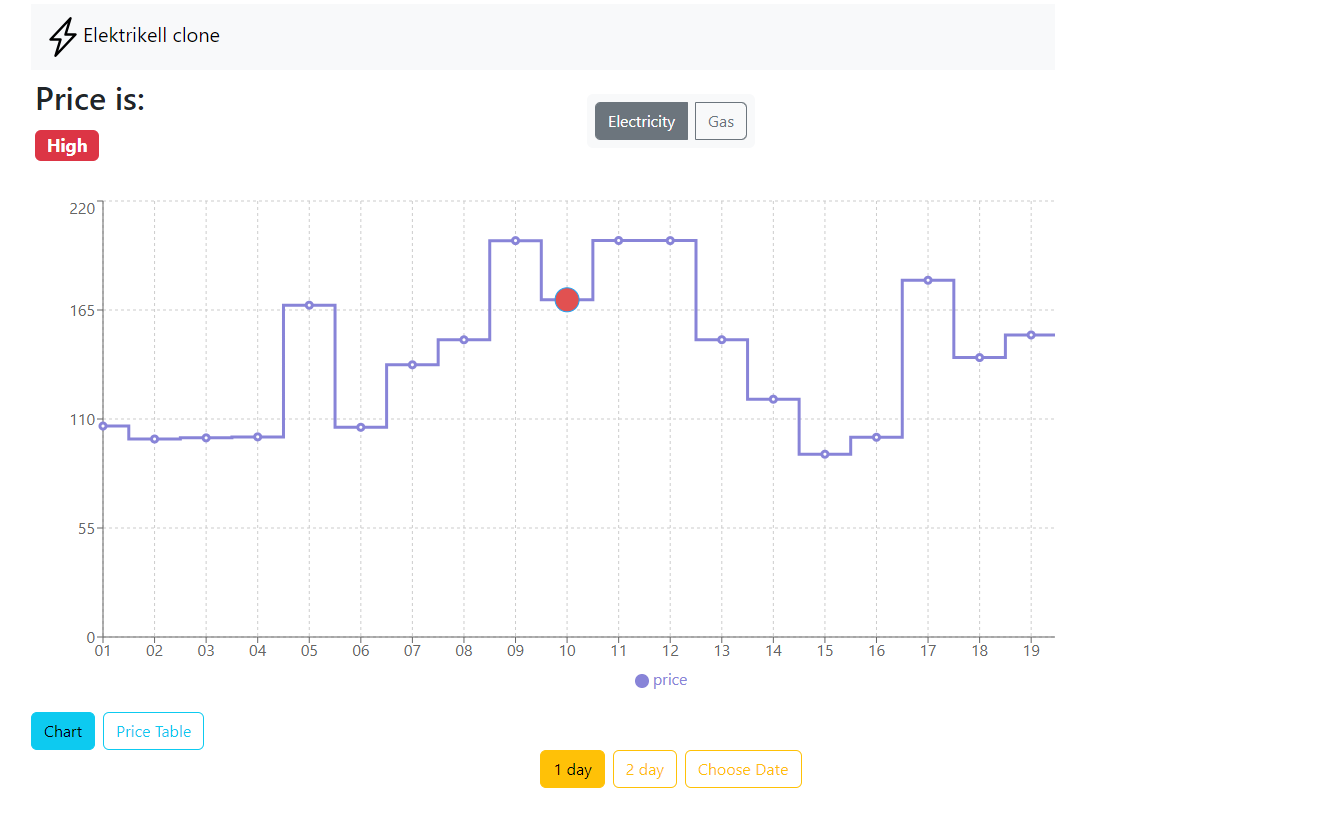 Elektrikell clone
Price is:
Electricity Gas
High
220
165
110
55
0
01 02 03 04 05 06 07 08 09 10 11 12 13 14 15 16 17 18 19
price
Chart Price Table
1 day 2 day Choose Date